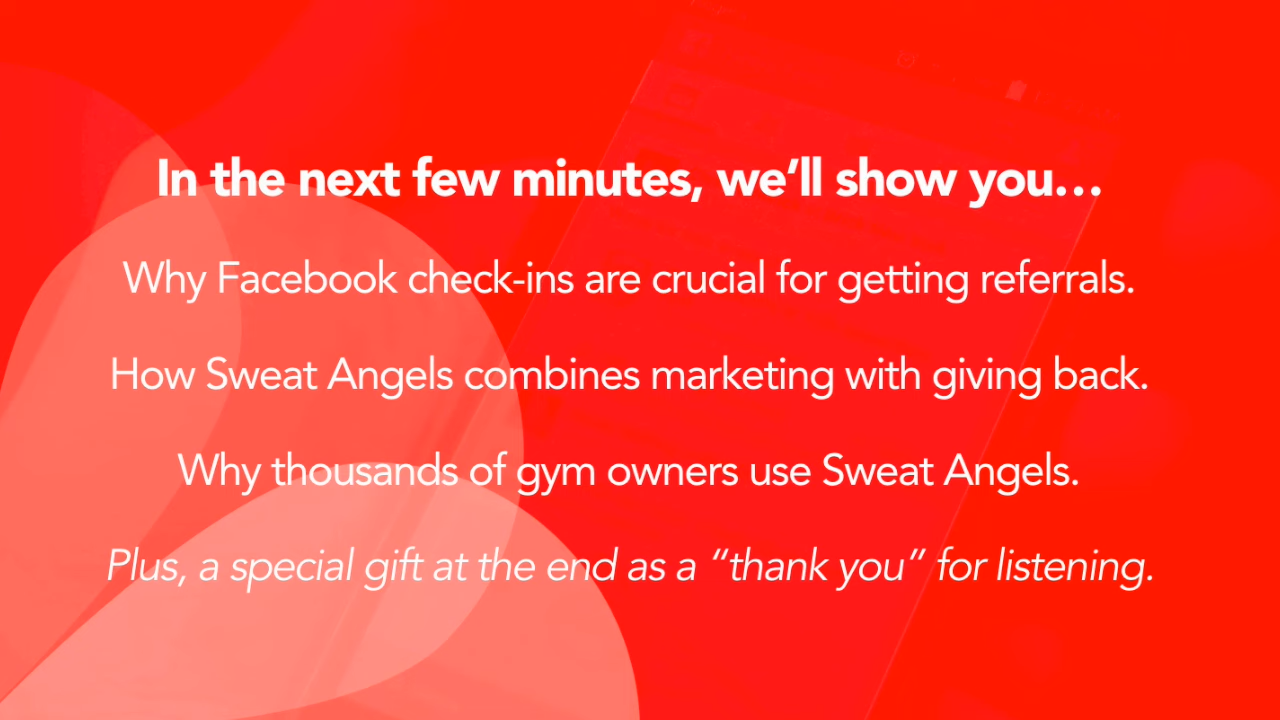 In the next few minutes, we’ll show you…
Why Facebook check-ins are crucial for getting referrals.
How Sweat Angels combines marketing with giving back.
Why thousands of gym owners use Sweat Angels.
Plus, a special gift at the end as a “thank you” for listening.